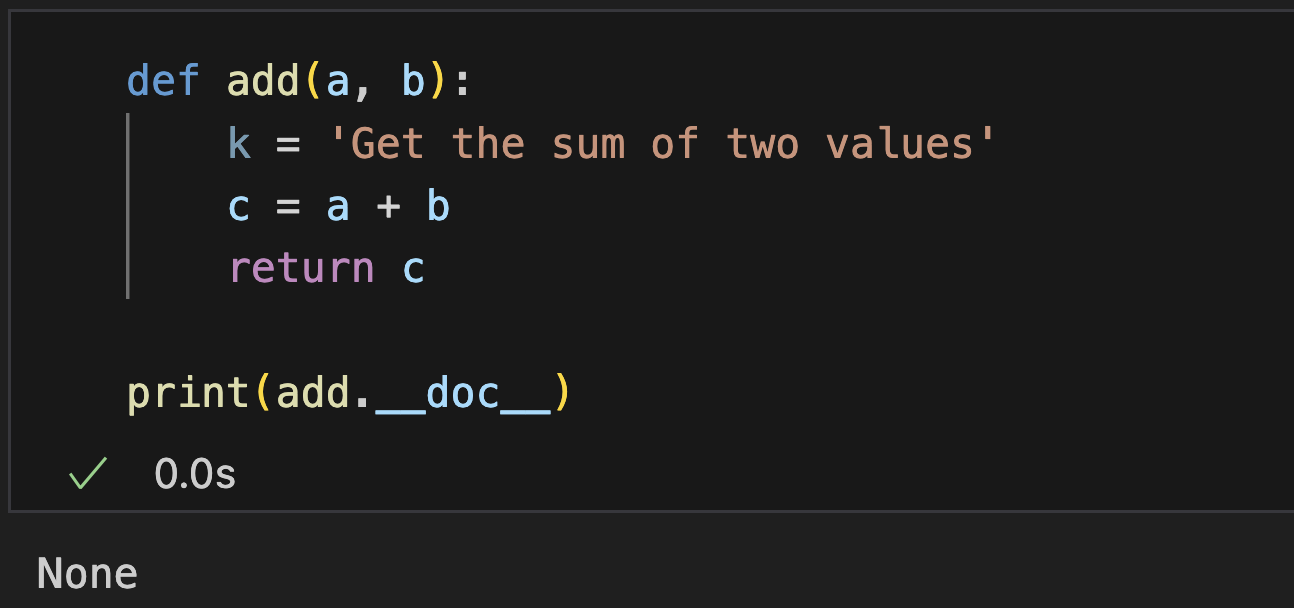 def add(a, b):
    k = 'Get the sum of two values'
    c = a + b
    return c
print(add.__doc__)
0.0s
None